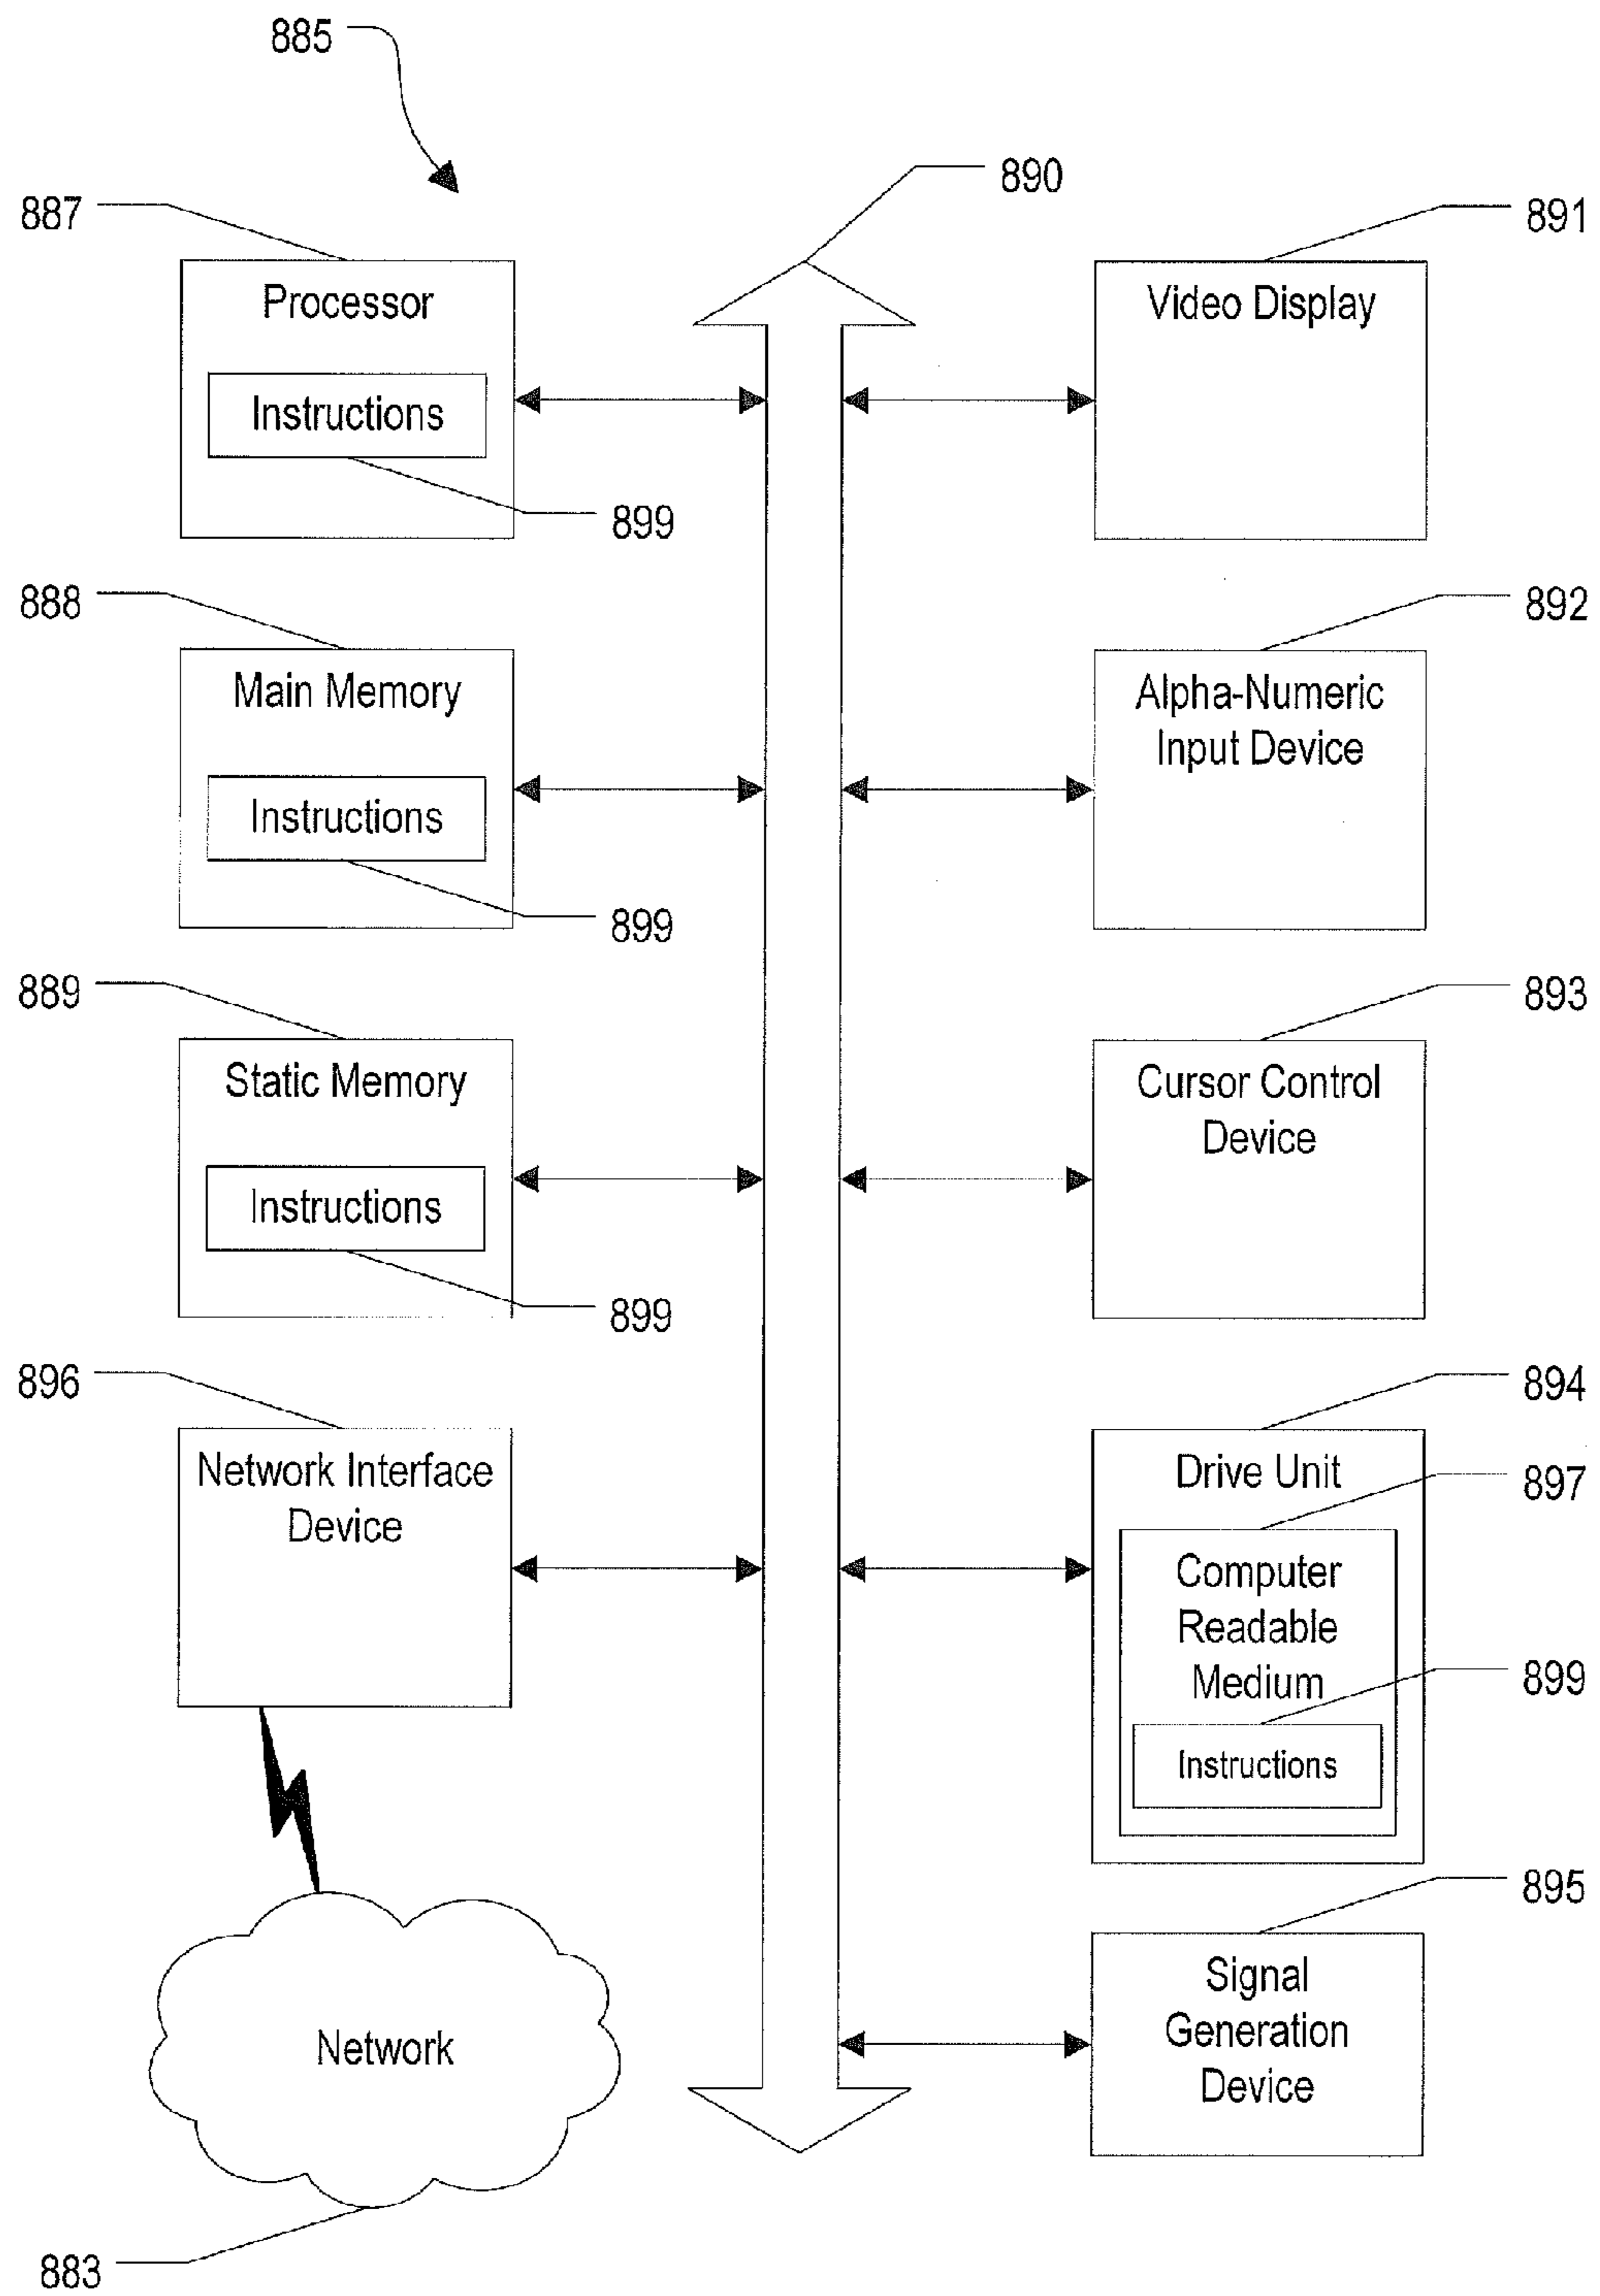 885
890
887
891
Processor
Instructions
899
Video Display
888
892
Main Memory
Instructions
899
Alpha-Numeric
Input Device
889
893
Static Memory
Instructions
899
Cursor Control
Device
896
894
Network Interface
Device
Drive Unit
897
Computer
Readable
Medium
899
Instructions
895
Signal
Generation
Device
Network
883